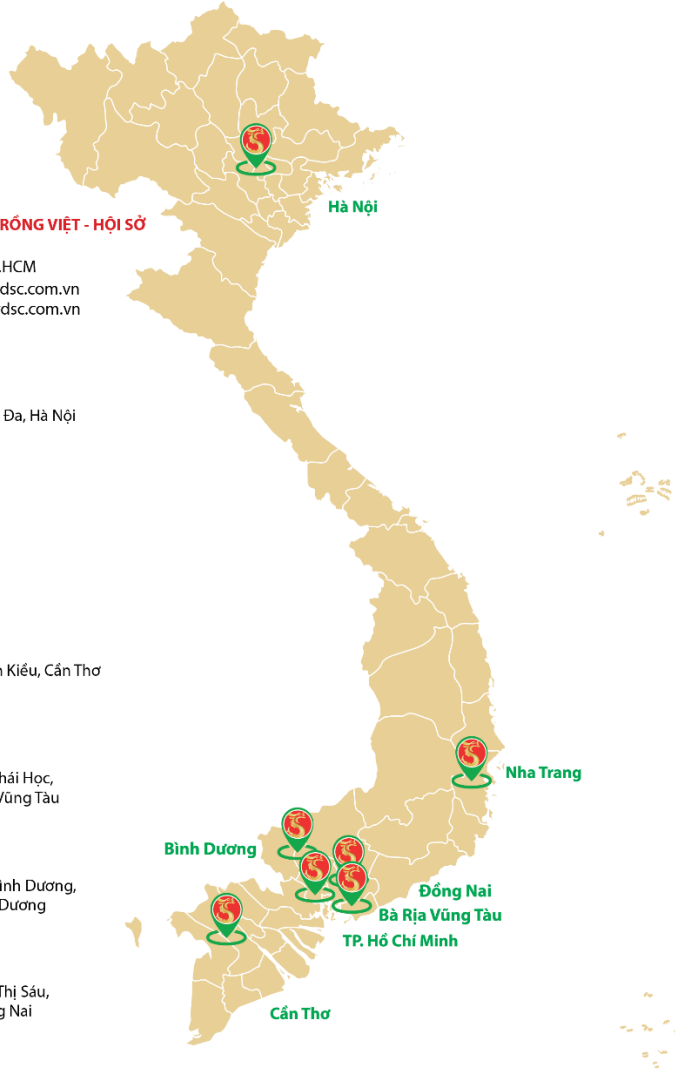 RỒNG VIỆT - HỘI SỞ
.HCM
dsc.com.vn
dsc.com.vn
Đa, Hà Nội
Kiều, Cần Thơ
hái Học,
Vũng Tàu
ình Dương,
Dương
Thị Sáu,
g Nai
Hà Nội
Nha Trang
Bình Dương
Đồng Nai
Bà Rịa Vũng Tàu
TP. Hồ Chí Minh
Cần Thơ